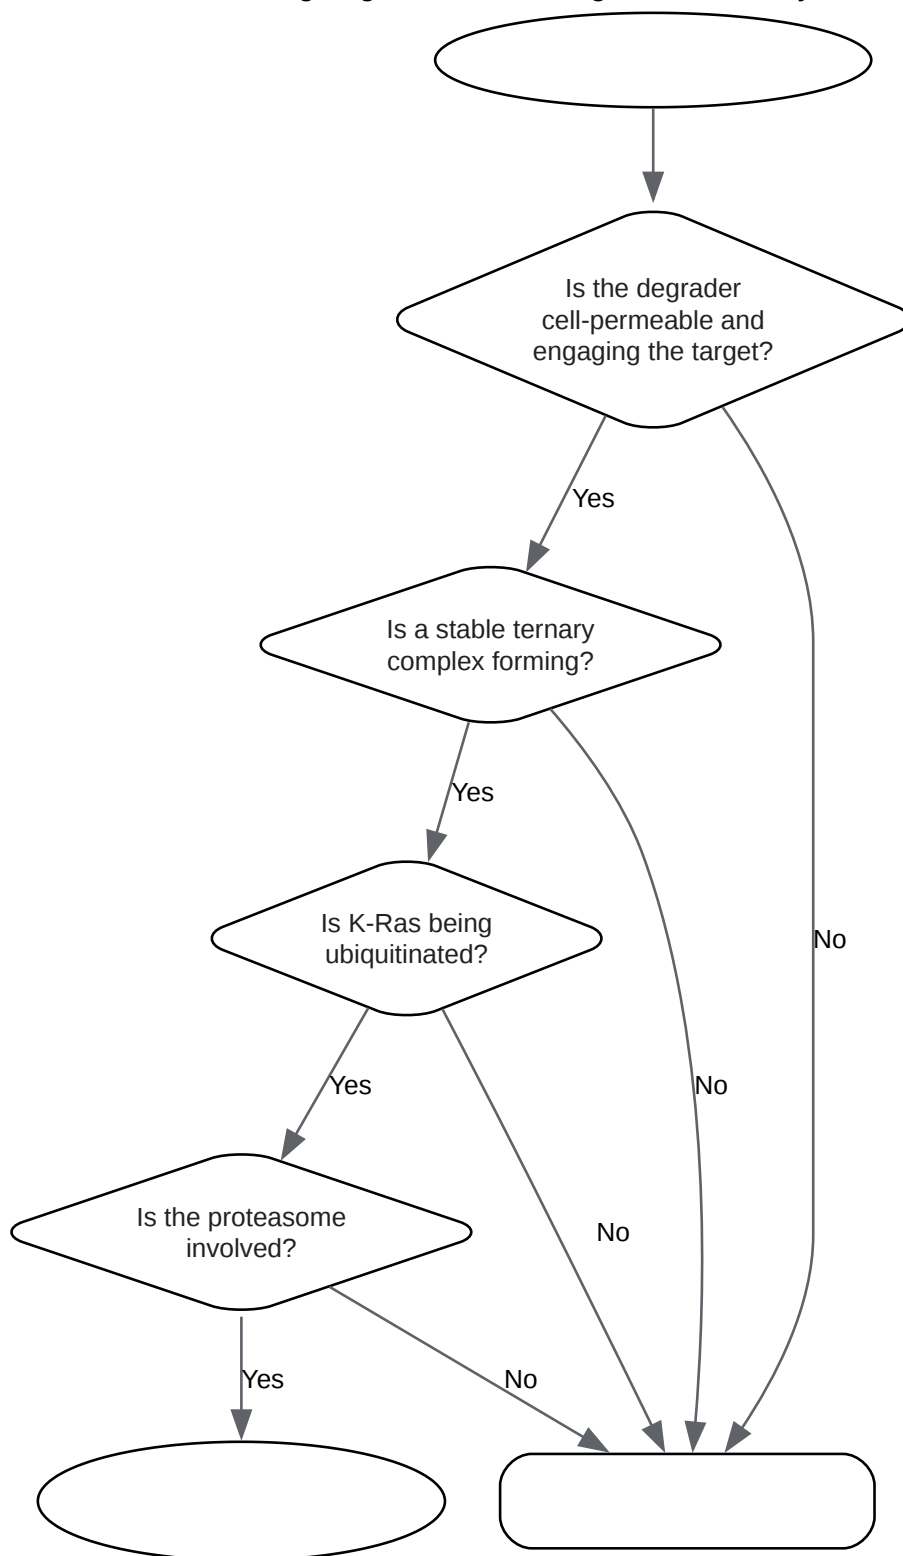 Is the degrader
cell-permeable and
engaging the target?
Yes
Is a stable ternary
complex forming?
Yes
No
Is K-Ras being
ubiquitinated?
Yes
No
No
Is the proteasome
involved?
Yes
No